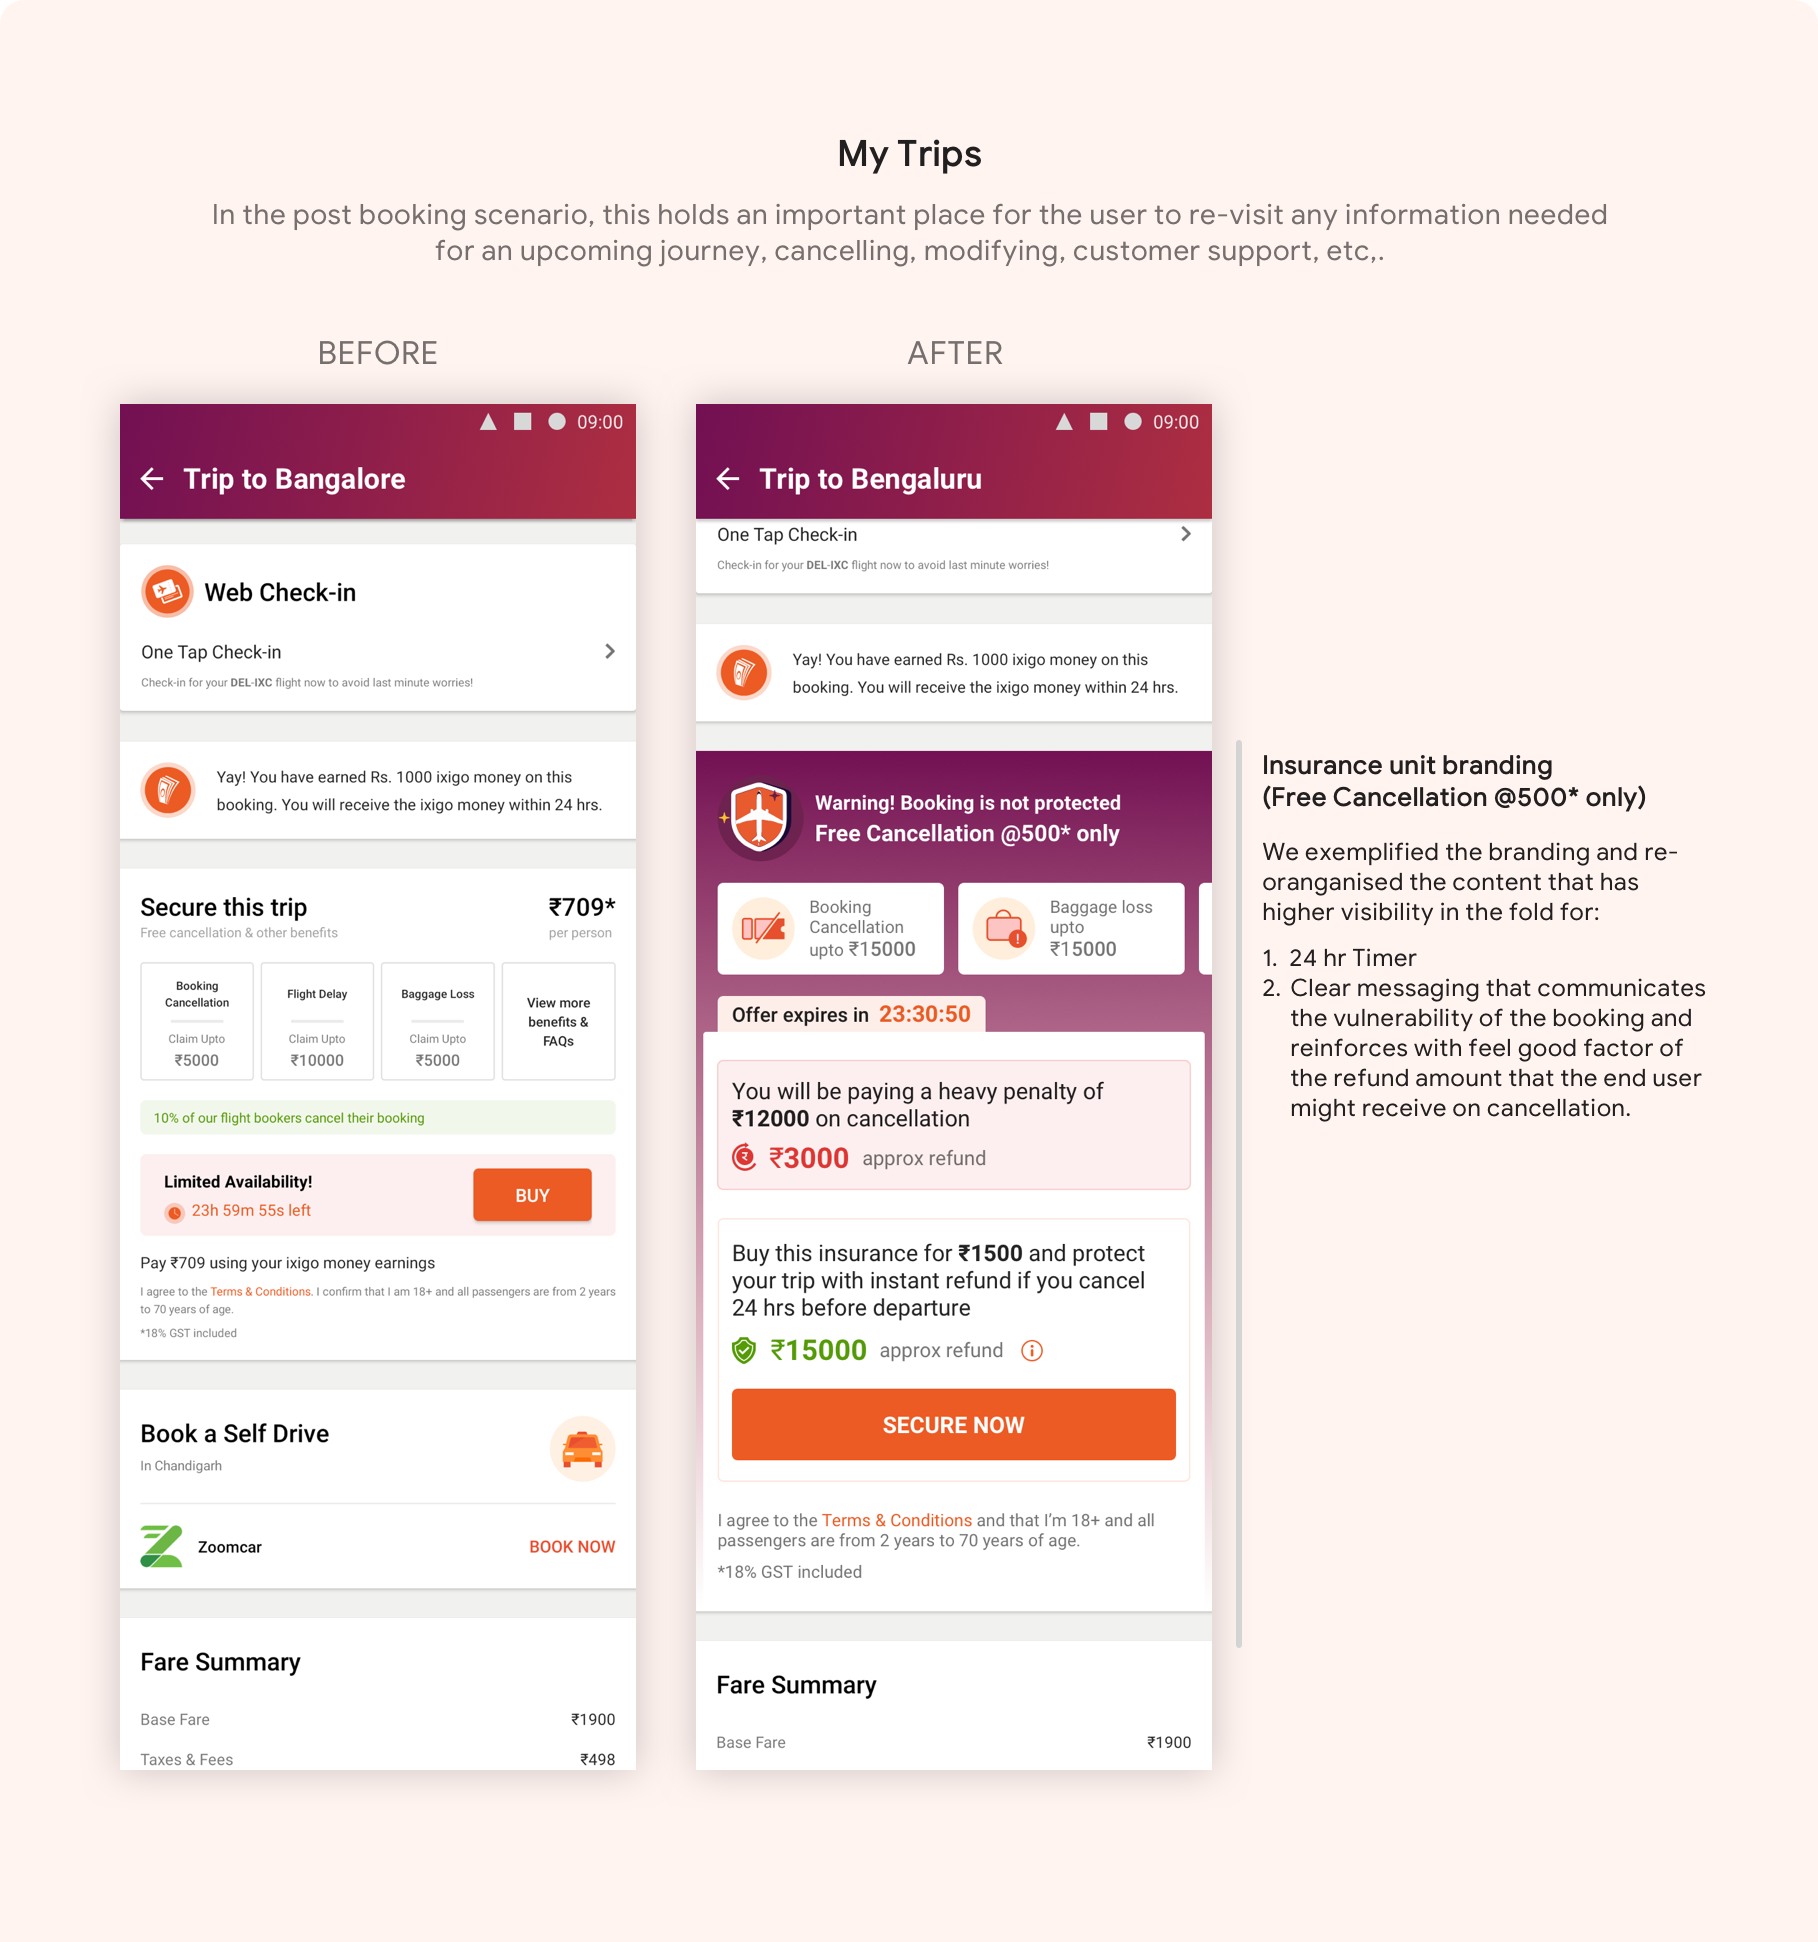 My Trips
In the post booking scenario, this holds an important place for the user to re-visit any information needed
for an upcoming journey, cancelling, modifying, customer support, etc,.
BEFORE
09:00
Trip to Bangalore
Web Check-in
One Tap Check-in
Check-in for your DEL-IXC flight now to avoid last minute worries!
Yay! You have earned Rs. 1000 ixigo money on this
booking. You will receive the ixigo money within 24 hrs.
Secure this trip
₹709*
Free cancellation & other benefits
per person
Booking
Cancellation
Claim Upto
₹5000
Flight Delay
Claim Upto
₹10000
Baggage Loss
Claim Upto
₹5000
View more
benefits &
FAQs
10% of our flight bookers cancel their booking
Limited Availability!
23h 59m 55s left
BUY
Pay ₹709 using your ixigo money earnings
I agree to the Terms & Conditions. I confirm that I am 18+ and all passengers are from 2 years
to 70 years of age.
*18% GST included
Book a Self Drive
In Chandigarh
Zoomcar
BOOK NOW
Fare Summary
Base Fare
₹1900
Taxes & Fees
₹498
AFTER
09:00
Trip to Bengaluru
One Tap Check-in
Check-in for your DEL-IXC flight now to avoid last minute worries!
Yay! You have earned Rs. 1000 ixigo money on this
booking. You will receive the ixigo money within 24 hrs.
Warning! Booking is not protected
Free Cancellation @500* only
Booking
Cancellation
upto ₹15000
Baggage loss
upto
₹15000
Offer expires in 23:30:50
You will be paying a heavy penalty of
₹12000 on cancellation
₹3000 approx refund
Buy this insurance for ₹1500 and protect
your trip with instant refund if you cancel
24 hrs before departure
₹15000 approx refund
SECURE NOW
I agree to the Terms & Conditions and that I'm 18+ and all
passengers are from 2 years to 70 years of age.
*18% GST included
Fare Summary
Base Fare
₹1900
Insurance unit branding
(Free Cancellation @500* only)
We exemplified the branding and re-
oranganised the content that has
higher visibility in the fold for:
1. 24 hr Timer
2. Clear messaging that communicates
the vulnerability of the booking and
reinforces with feel good factor of
the refund amount that the end user
might receive on cancellation.